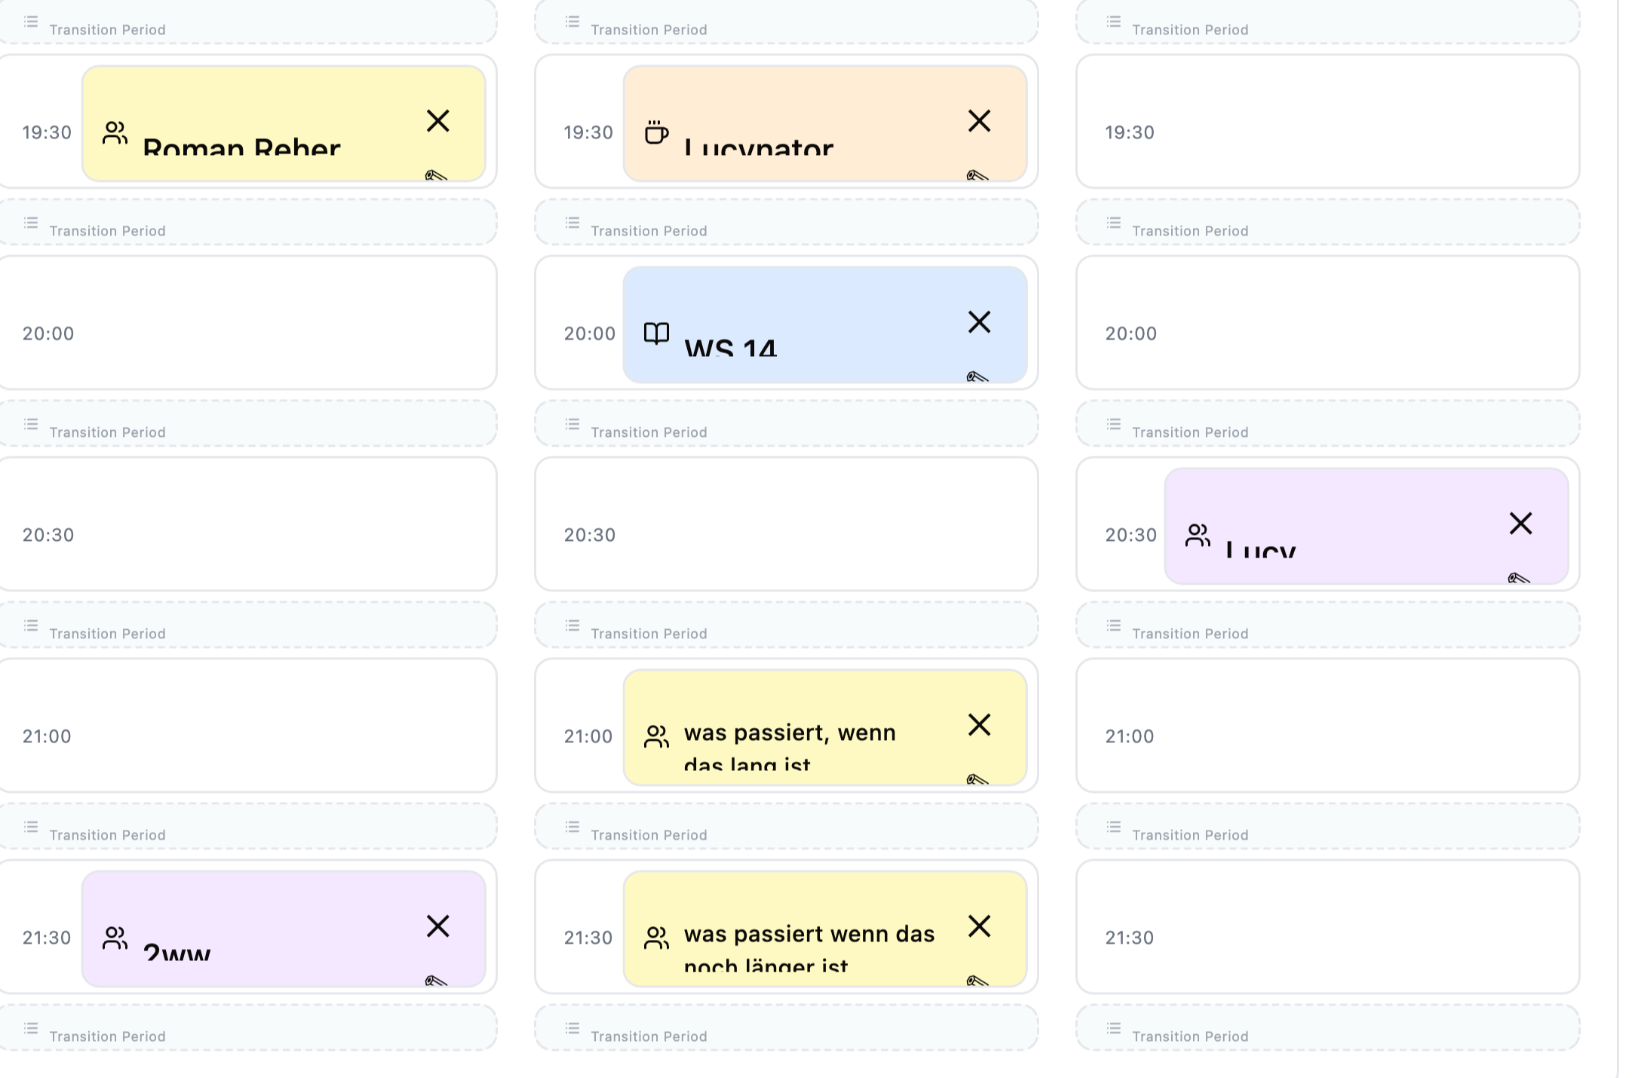 Transition Period
Transition Period
Transition Period
19:30
Roman Reher
19:30
Lucynator
19:30
Transition Period
Transition Period
Transition Period
20:00
20:00
WS 14
20:00
Transition Period
Transition Period
Transition Period
20:30
20:30
20:30
Lucy
Transition Period
Transition Period
Transition Period
21:00
21:00
was passiert, wenn
das lang ist
21:00
Transition Period
Transition Period
Transition Period
21:30
2ww
21:30
was passiert wenn das
noch länger ist
21:30
Transition Period
Transition Period
Transition Period